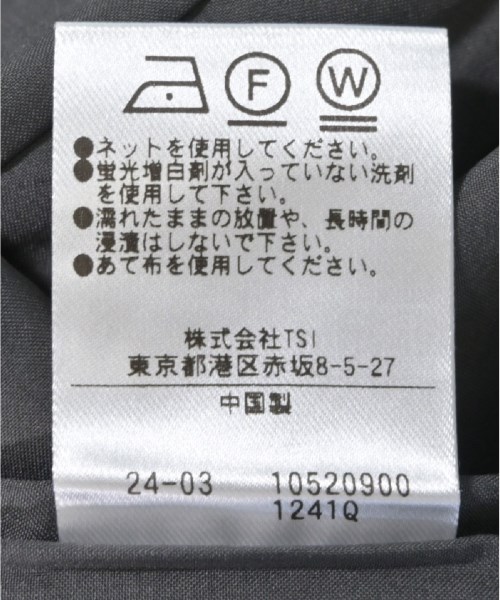 F W
●ネットを使用してください。
●蛍光増白剤が入っていない洗剤
を使用して下さい。
●濡れたままの放置や、長時間の
浸漬はしないで下さい。
●あて布を使用してください。
株式会社TSI
東京都港区赤坂8-5-27
中国製
24-03 10520900
1241Q